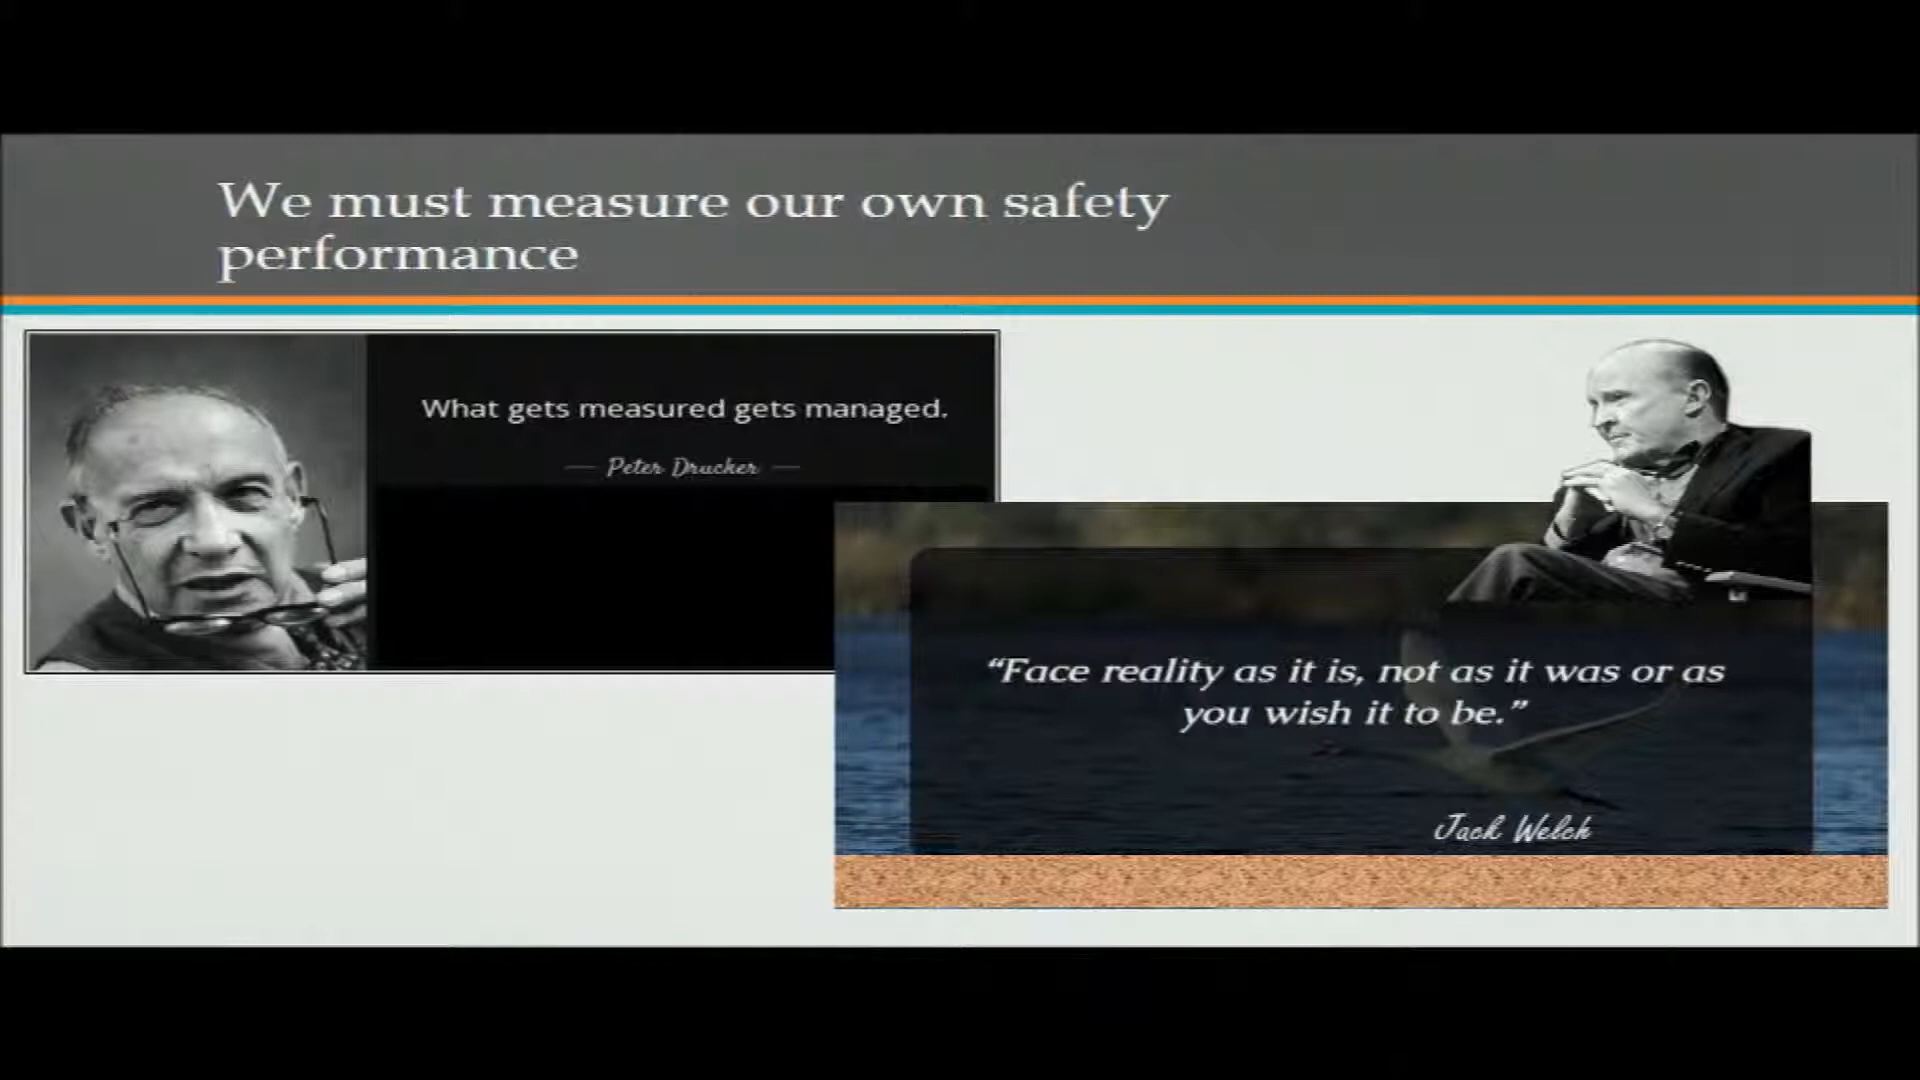 We must measure our own safety
performance
What gets measured gets managed.
— Peter Drucker —
“Face reality as it is, not as it was or as
you wish it to be.”
Jack Welch